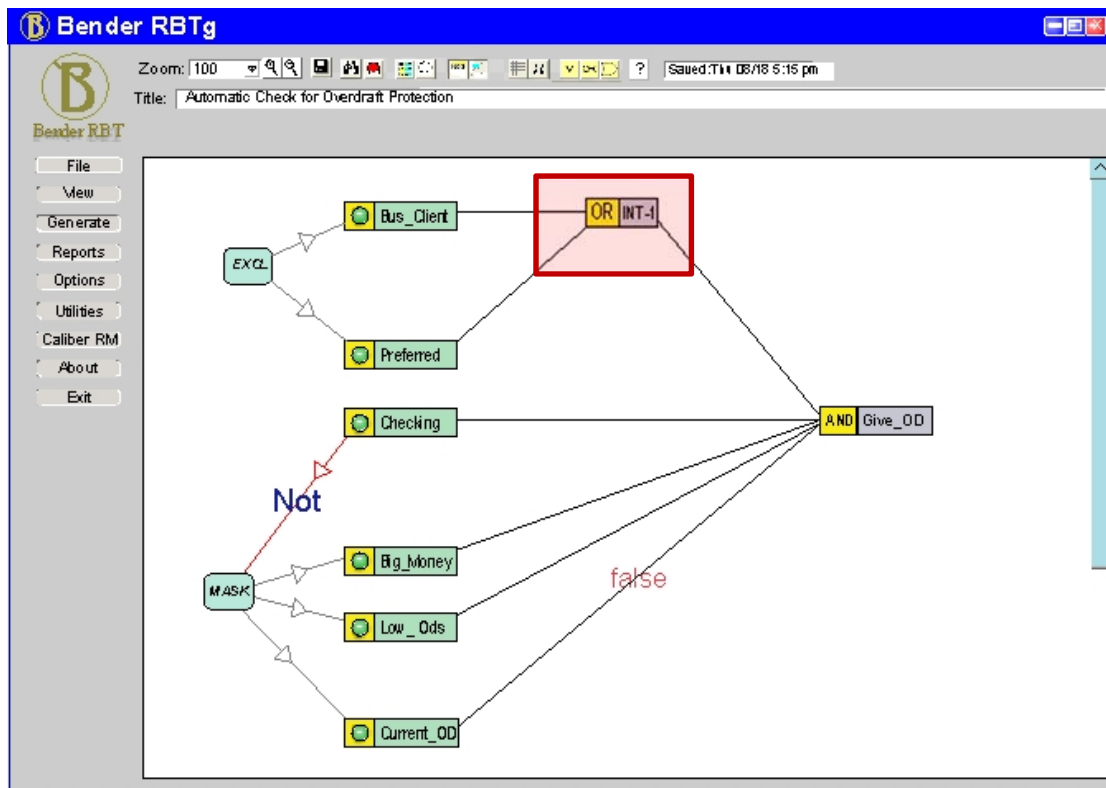 Bender RBTg
Zoom: 100
Saved:Thu 08/18 5:15 pm
Title: Automatic Check for Overdraft Protection
B
Bender RBT
File
View
Generate
Reports
Options
Utilities
Caliber RM
About
Exit
Bus_Client
OR INT-1
EXCL
Preferred
Checking
AND Give_OD
Not
Big_Money
false
MASK
Low_Ods
Current_OD